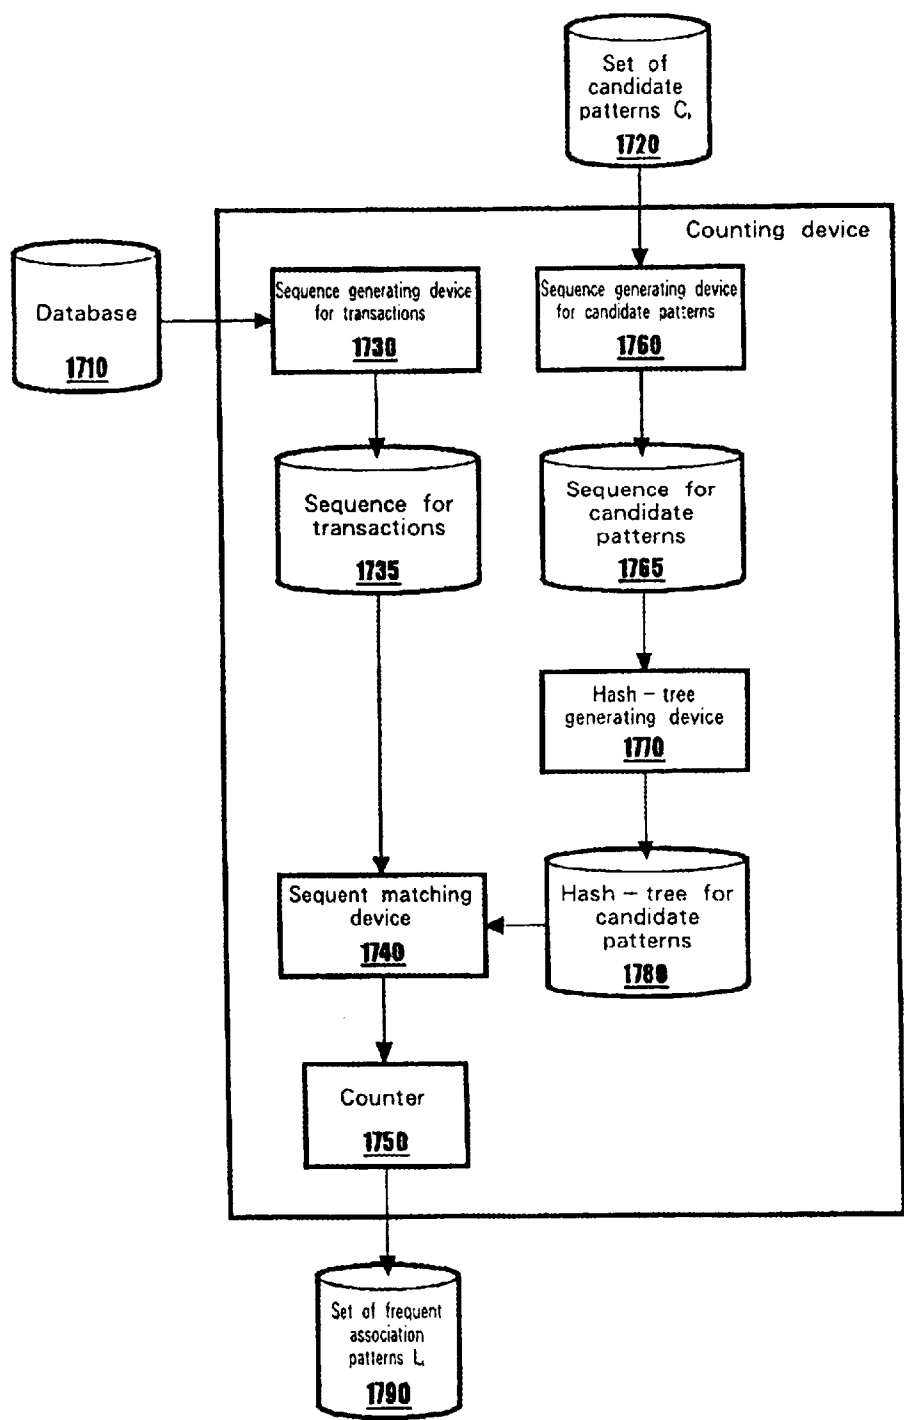 Set of
candidate
patterns Cₖ
1720
Counting device
Database
1710
Sequence generating device
for transactions
1730
Sequence generating device
for candidate patterns
1760
Sequence for
transactions
1735
Sequence for
candidate
patterns
1765
Hash-tree
generating device
1770
Sequent matching
device
1740
Hash-tree for
candidate
patterns
1780
Counter
1750
Set of frequent
association
patterns Lₖ
1790